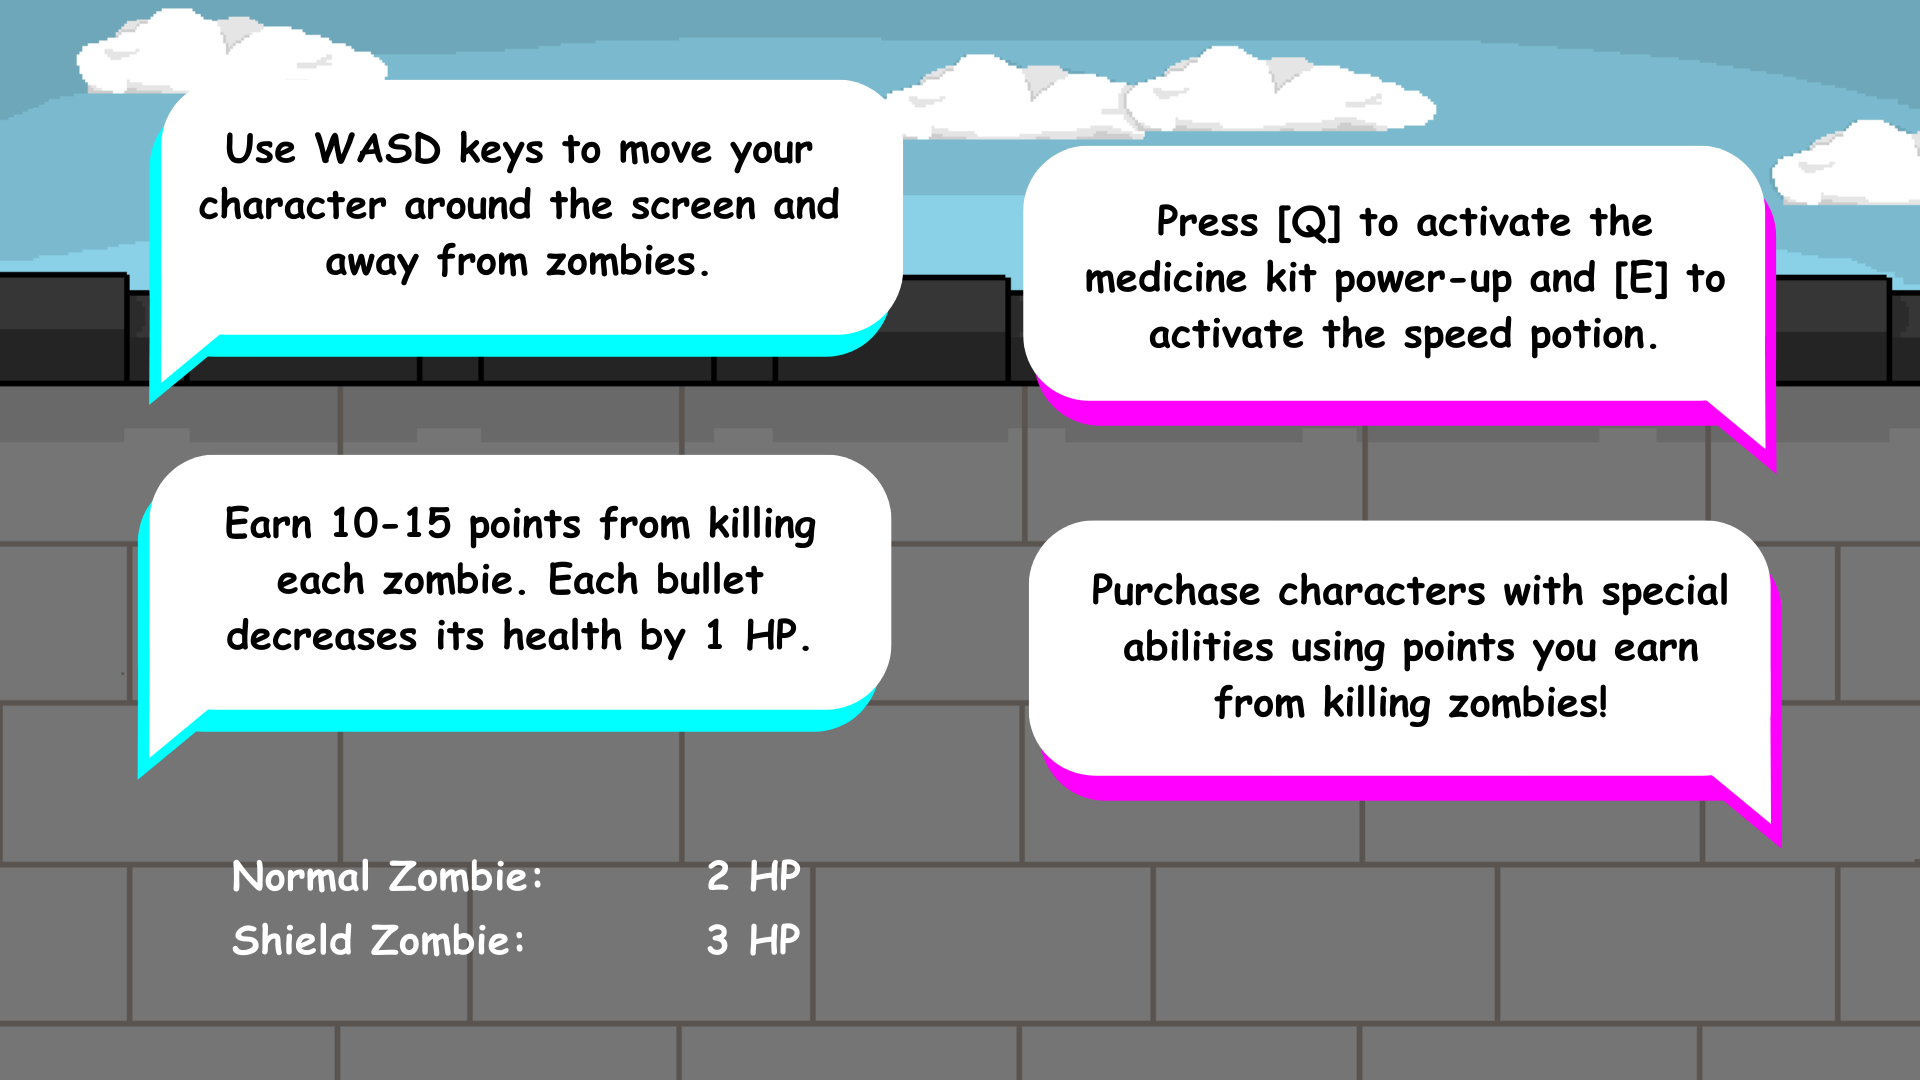 Use WASD keys to move your
character around the screen and
away from zombies.
Press [Q] to activate the
medicine kit power-up and [E] to
activate the speed potion.
Earn 10-15 points from killing
each zombie. Each bullet
decreases its health by 1 HP.
Purchase characters with special
abilities using points you earn
from killing zombies!
Normal Zombie: 2 HP
Shield Zombie: 3 HP